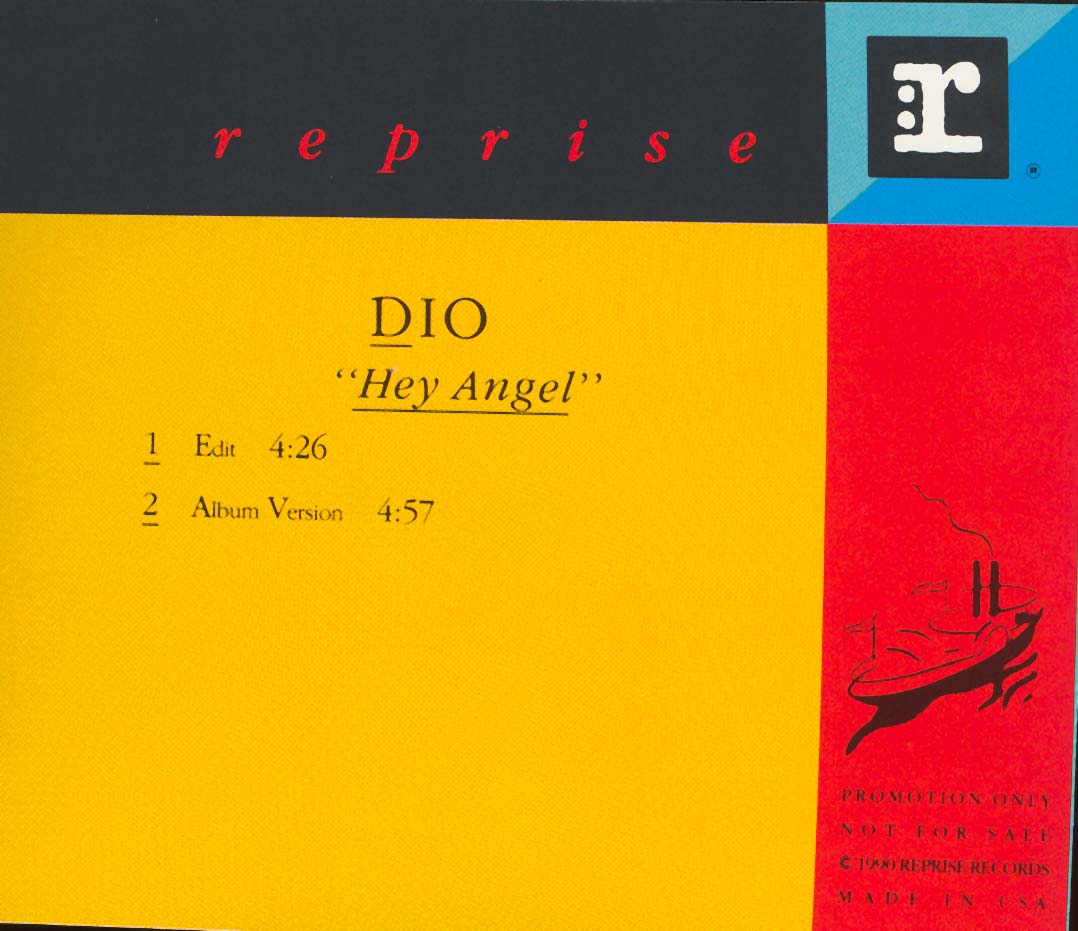 reprise
:r
®
DIO
"Hey Angel"
1 Edit 4:26
2 Album Version 4:57
PROMOTION ONLY
NOT FOR SALE
© 1990 REPRISE RECORDS
MADE IN USA